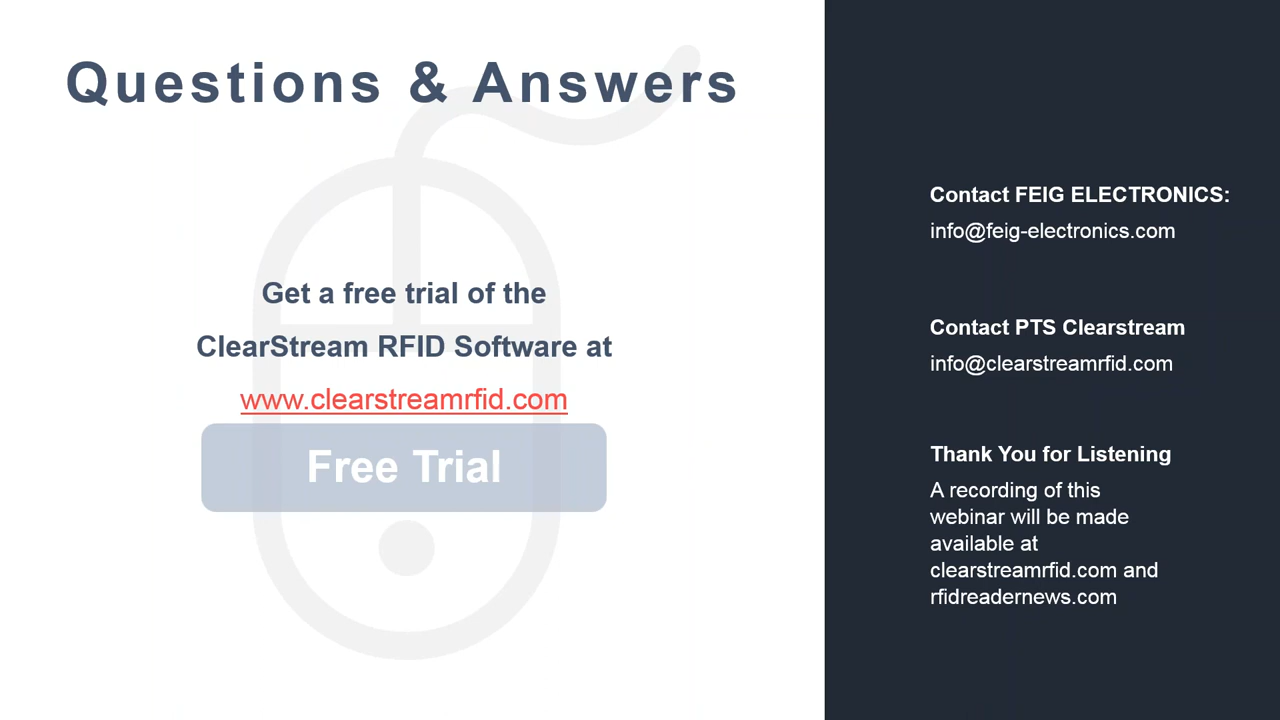 Questions & Answers
Get a free trial of the
ClearStream RFID Software at
www.clearstreamrfid.com
Free Trial
Contact FEIG ELECTRONICS:
info@feig-electronics.com
Contact PTS Clearstream
info@clearstreamrfid.com
Thank You for Listening
A recording of this
webinar will be made
available at
clearstreamrfid.com and
rfidreadernews.com